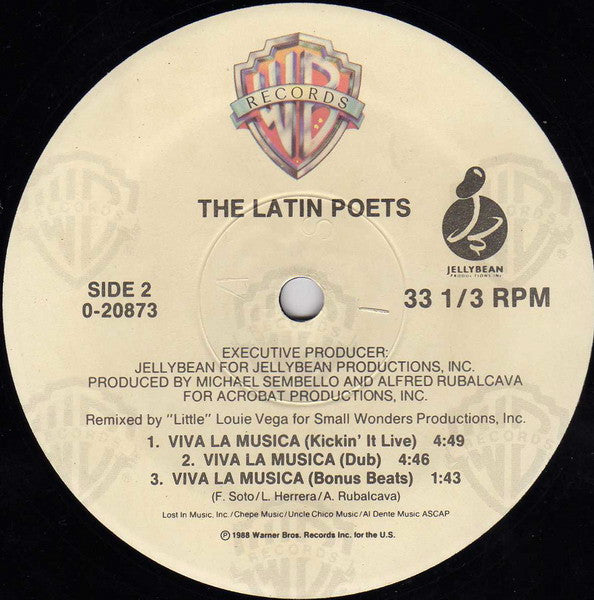 WB
RECORDS
THE LATIN POETS
JELLYBEAN
PRODUCTIONS INC.
SIDE 2
0-20873
33 1/3 RPM
EXECUTIVE PRODUCER:
JELLYBEAN FOR JELLYBEAN PRODUCTIONS, INC.
PRODUCED BY MICHAEL SEMBELLO AND ALFRED RUBALCAVA
FOR ACROBAT PRODUCTIONS, INC.
Remixed by "Little" Louie Vega for Small Wonders Productions, Inc.
1. VIVA LA MUSICA (Kickin' It Live) 4:49
2. VIVA LA MUSICA (Dub) 4:46
3. VIVA LA MUSICA (Bonus Beats) 1:43
(F. Soto/L. Herrera/A. Rubalcava)
Lost In Music, Inc./Chepe Music/Uncle Chico Music/Al Dente Music ASCAP
℗ 1988 Warner Bros. Records Inc. for the U.S.